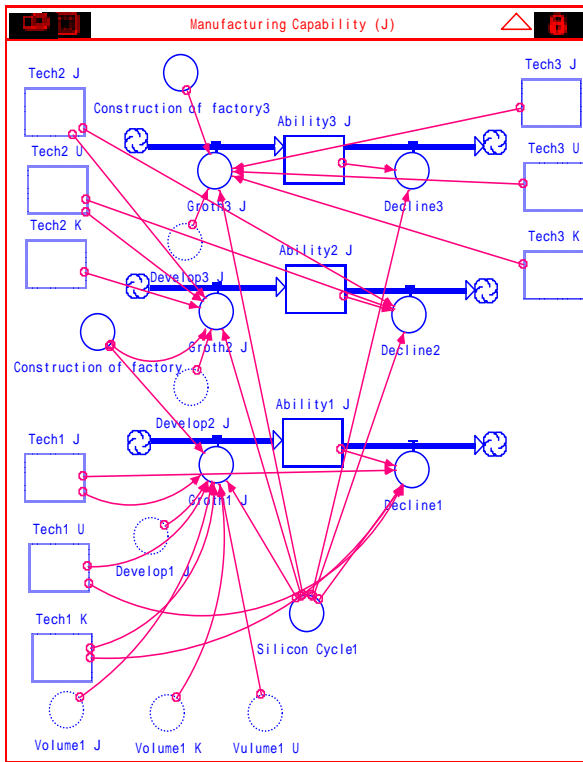 Manufacturing Capability (J)
Tech2 J
Tech3 J
Construction of factory3
Ability3 J
Tech2 U
Tech3 U
Groth3 J
Decline3
Tech2 K
Tech3 K
Ability2 J
Develop3 J
Groth2 J
Decline2
Construction of factory
Ability1 J
Develop2 J
Tech1 J
Groth1 J
Decline1
Tech1 U
Develop1 J
Tech1 K
Silicon Cycle1
Volume1 J
Volume1 K
Vulume1 U